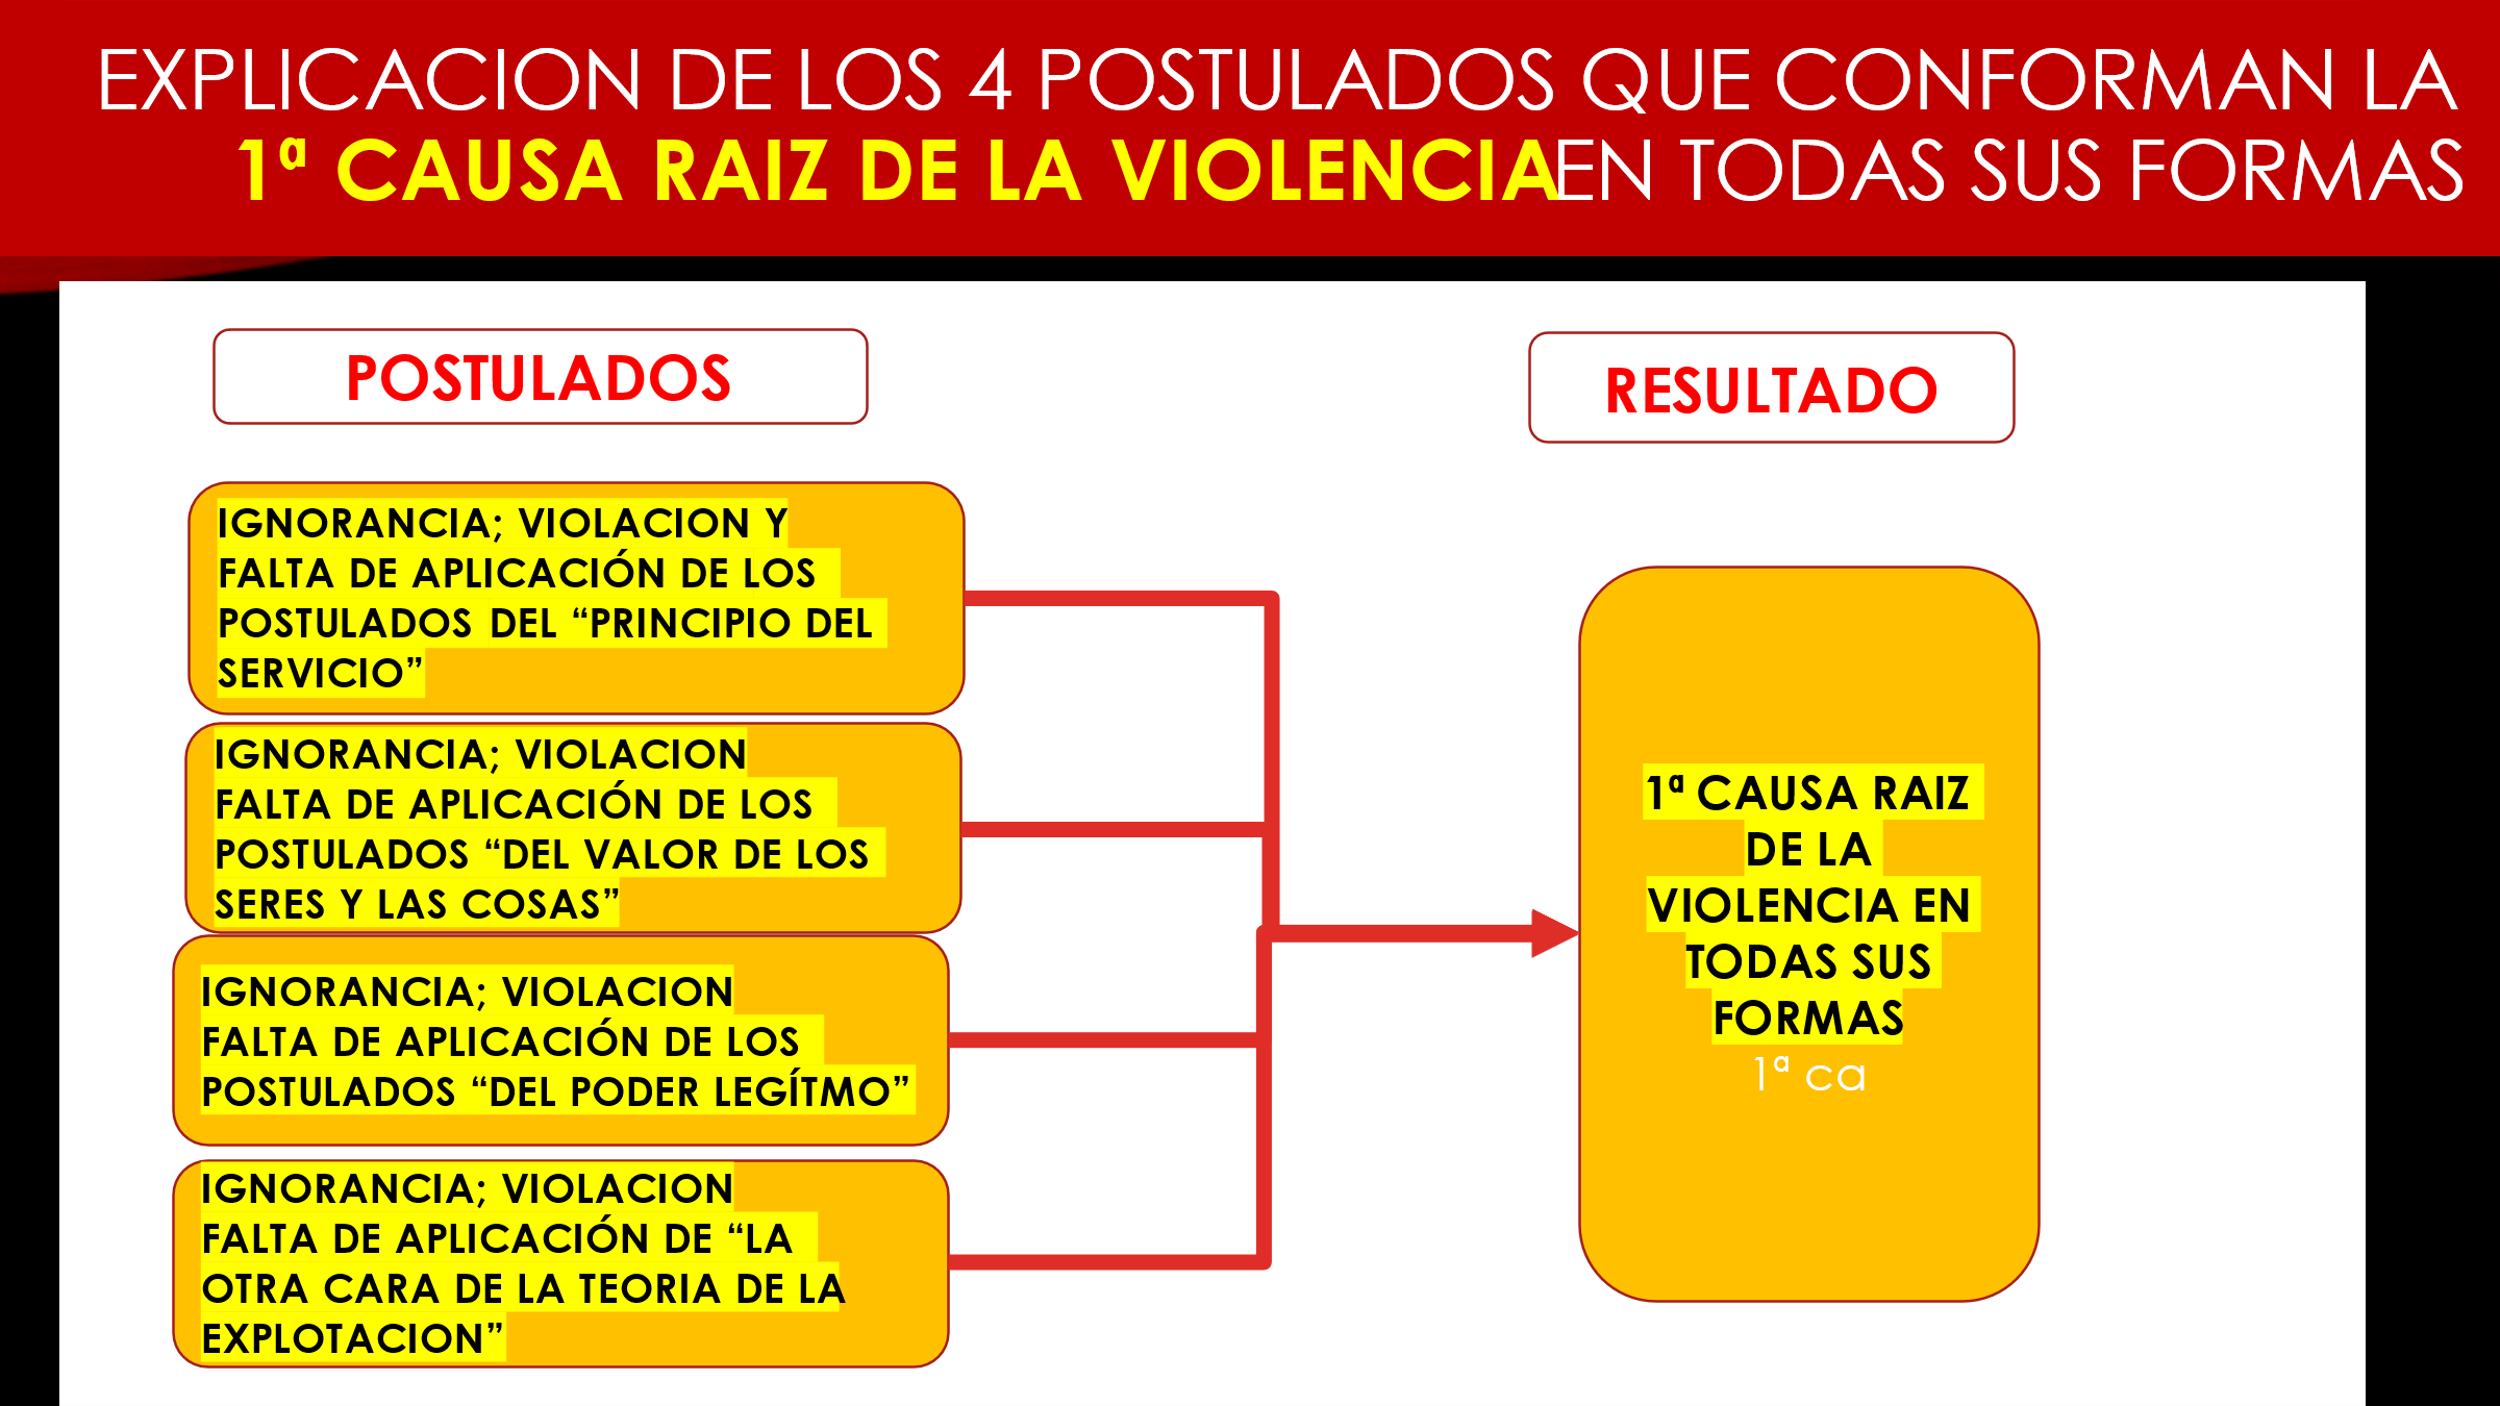 EXPLICACION DE LOS 4 POSTULADOS QUE CONFORMAN LA
1ª CAUSA RAIZ DE LA VIOLENCIA EN TODAS SUS FORMAS
POSTULADOS
RESULTADO
IGNORANCIA; VIOLACION Y
FALTA DE APLICACIÓN DE LOS
POSTULADOS DEL “PRINCIPIO DEL
SERVICIO”
IGNORANCIA; VIOLACION
FALTA DE APLICACIÓN DE LOS
POSTULADOS “DEL VALOR DE LOS
SERES Y LAS COSAS”
IGNORANCIA; VIOLACION
FALTA DE APLICACIÓN DE LOS
POSTULADOS “DEL PODER LEGÍTMO”
IGNORANCIA; VIOLACION
FALTA DE APLICACIÓN DE “LA
OTRA CARA DE LA TEORIA DE LA
EXPLOTACION”
1ª CAUSA RAIZ
DE LA
VIOLENCIA EN
TODAS SUS
FORMAS
1ª ca